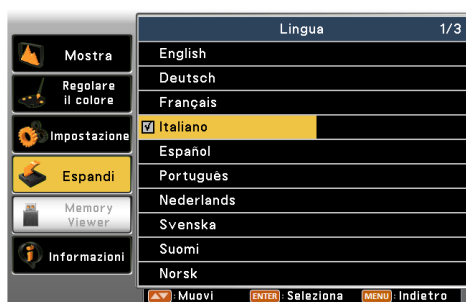 Lingua 1/3
Mostra
Regolare
il colore
Impostazione
Espandi
Memory
Viewer
Informazioni
English
Deutsch
Français
Italiano
Español
Português
Nederlands
Svenska
Suomi
Norsk
:Muovi ENTER :Seleziona MENU :Indietro